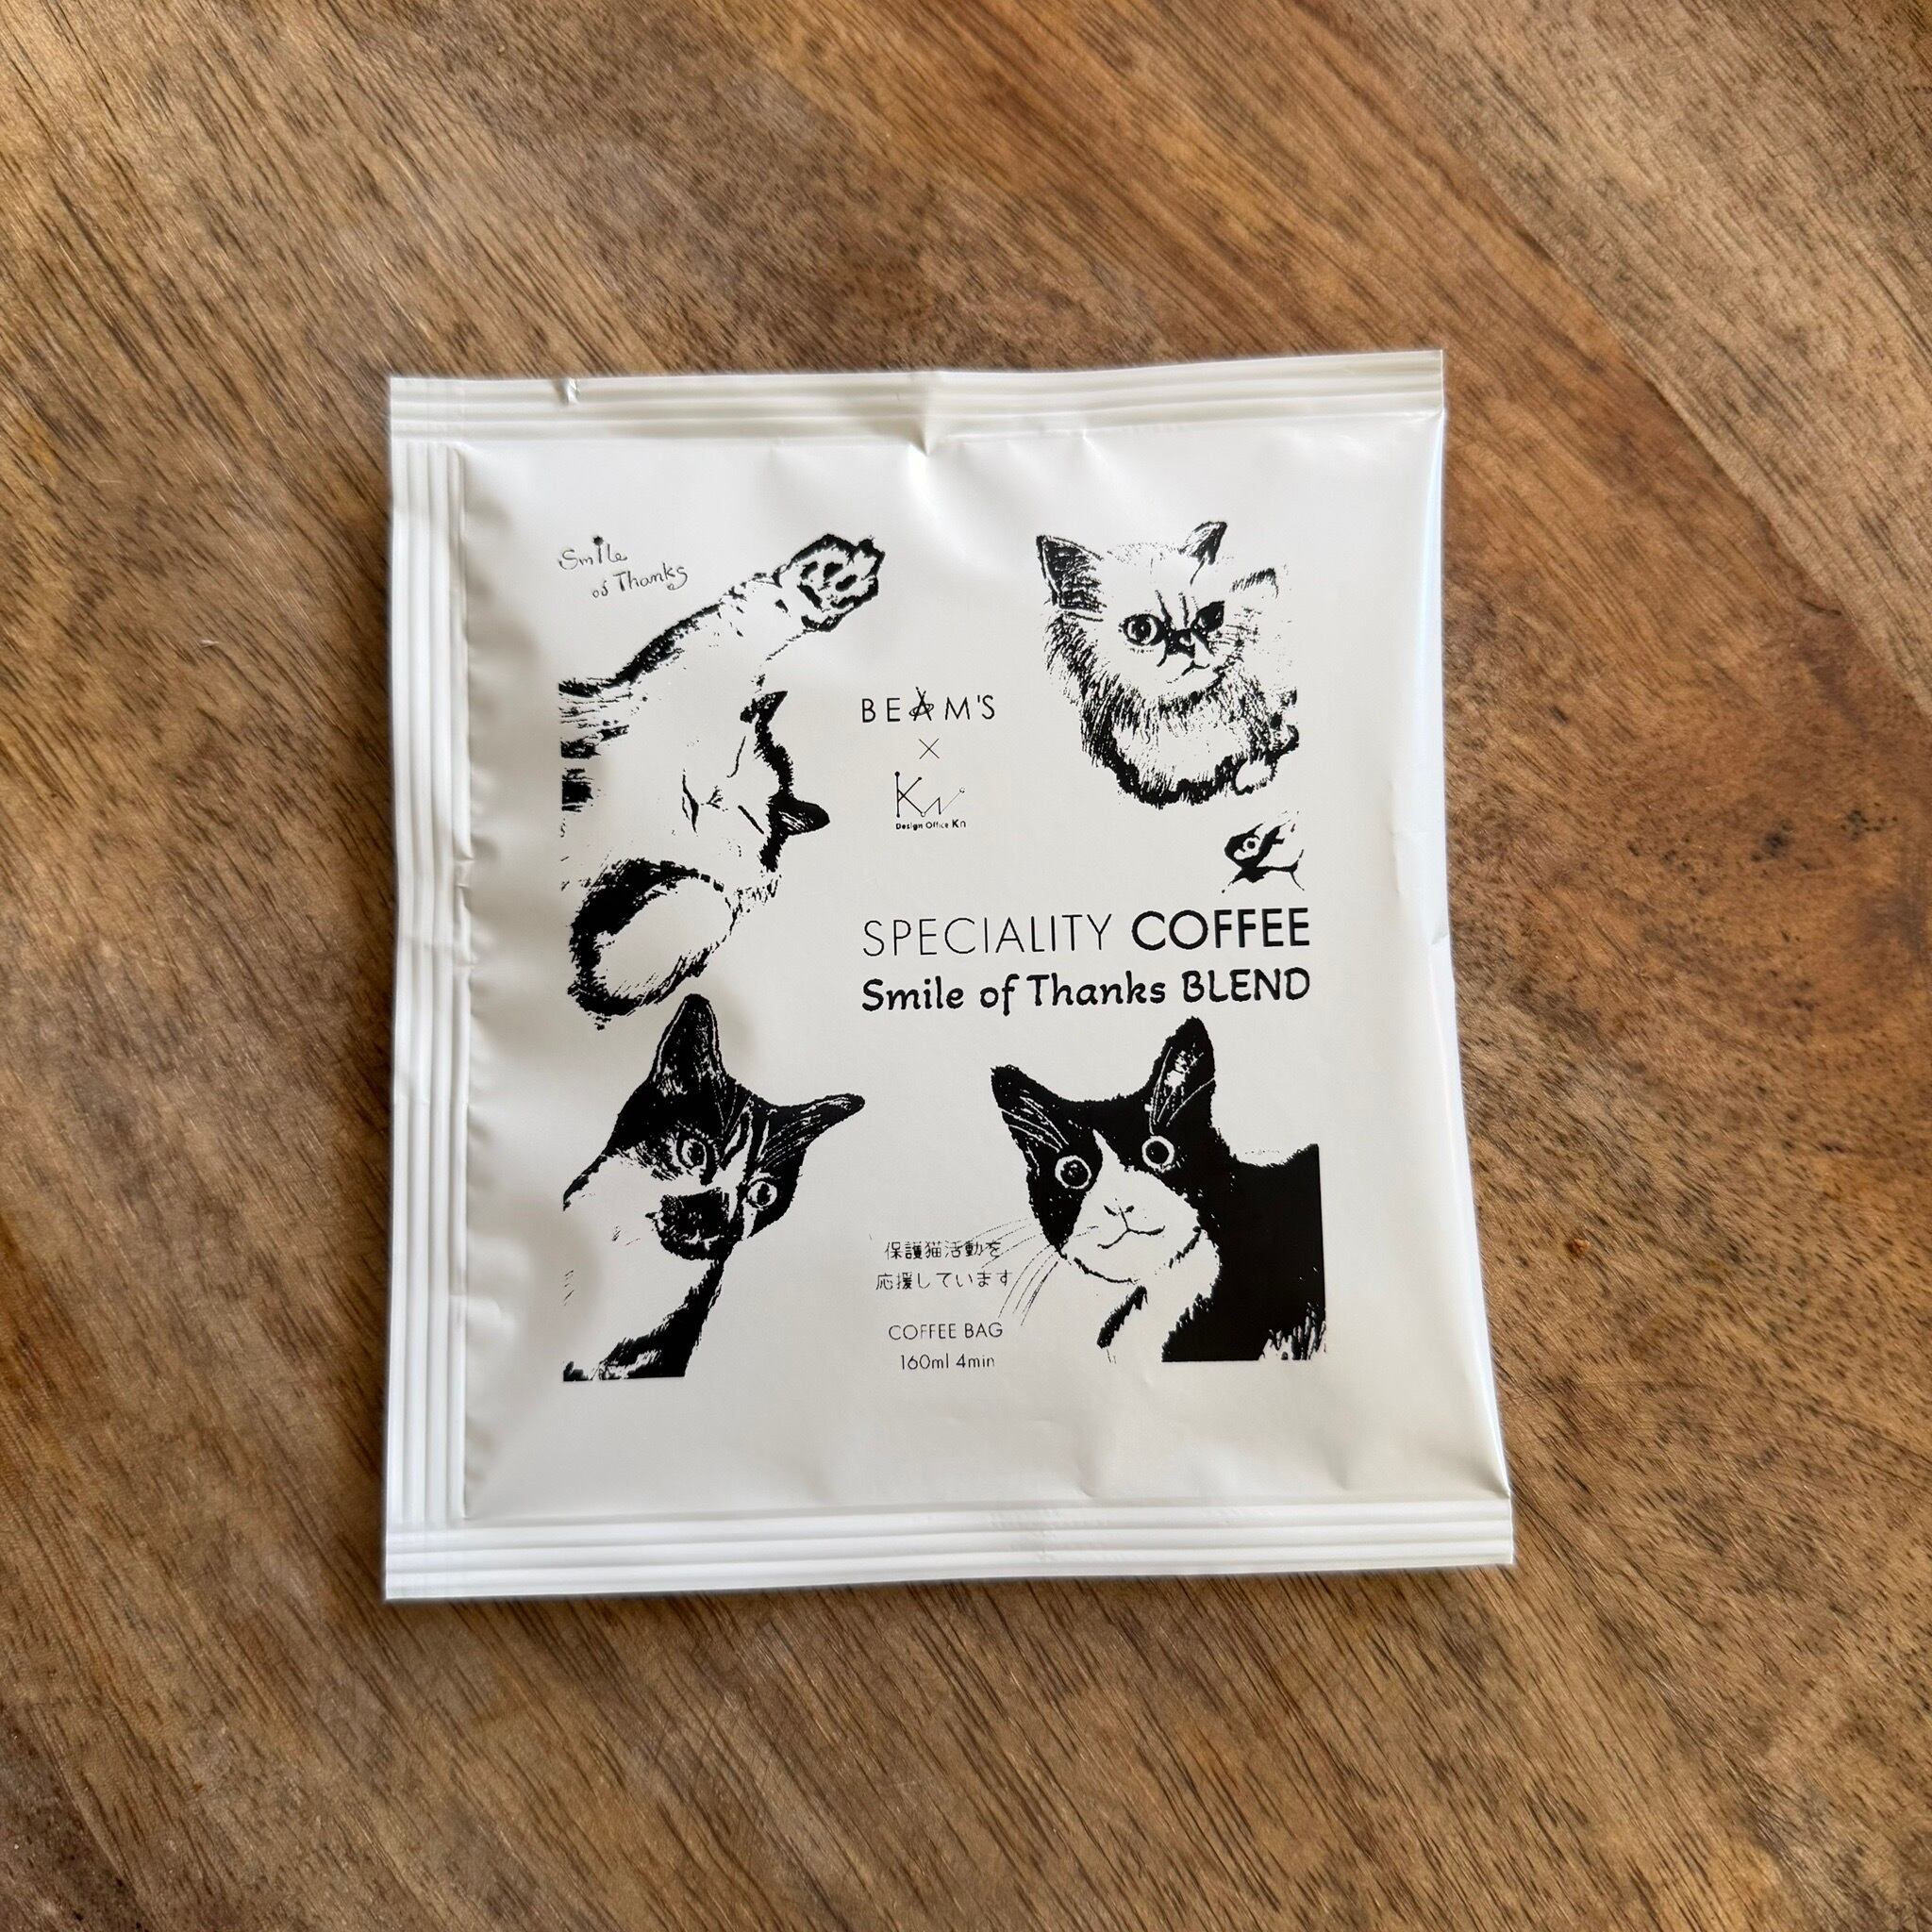 Smile
of Thanks
BEAM'S
×
Kn
Design Office Kn
SPECIALITY COFFEE
Smile of Thanks BLEND
保護猫活動を
応援しています
COFFEE BAG
160ml 4min